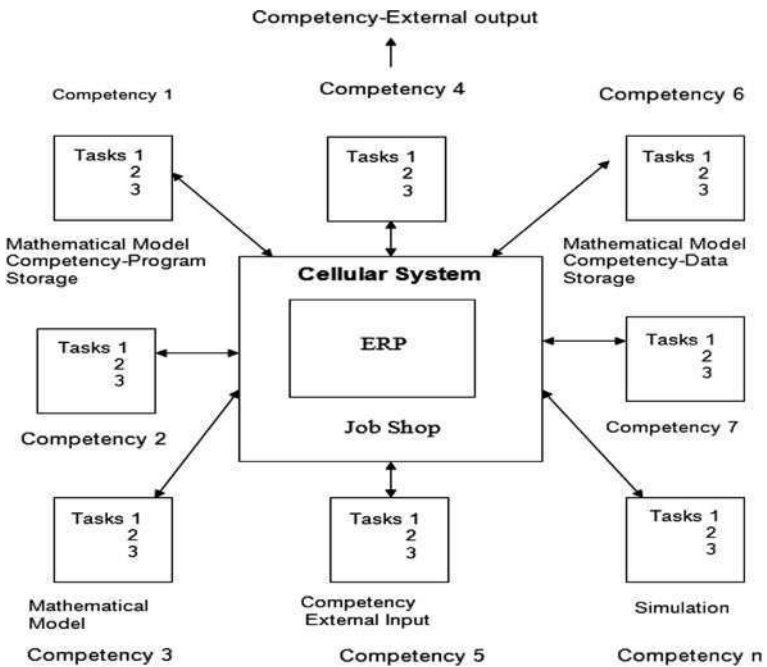 Competency-External output
Competency 1
Competency 4
Competency 6
Tasks 1
2
3
Tasks 1
2
3
Tasks 1
2
3
Mathematical Model
Competency-Program
Storage
Mathematical Model
Competency-Data
Storage
Cellular System
ERP
Job Shop
Tasks 1
2
3
Competency 2
Tasks 1
2
3
Competency 7
Tasks 1
2
3
Mathematical
Model
Competency 3
Tasks 1
2
3
Competency
External Input
Competency 5
Tasks 1
2
3
Simulation
Competency n